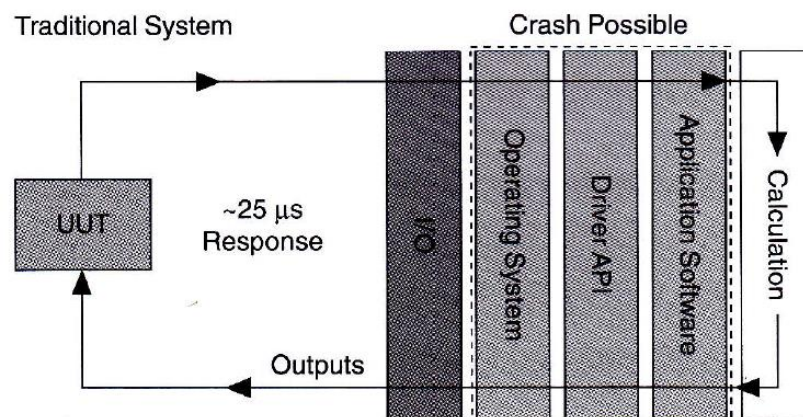 Traditional System
Crash Possible
UUT
~25 µs
Response
I/O
Operating System
Driver API
Application Software
Calculation
Outputs